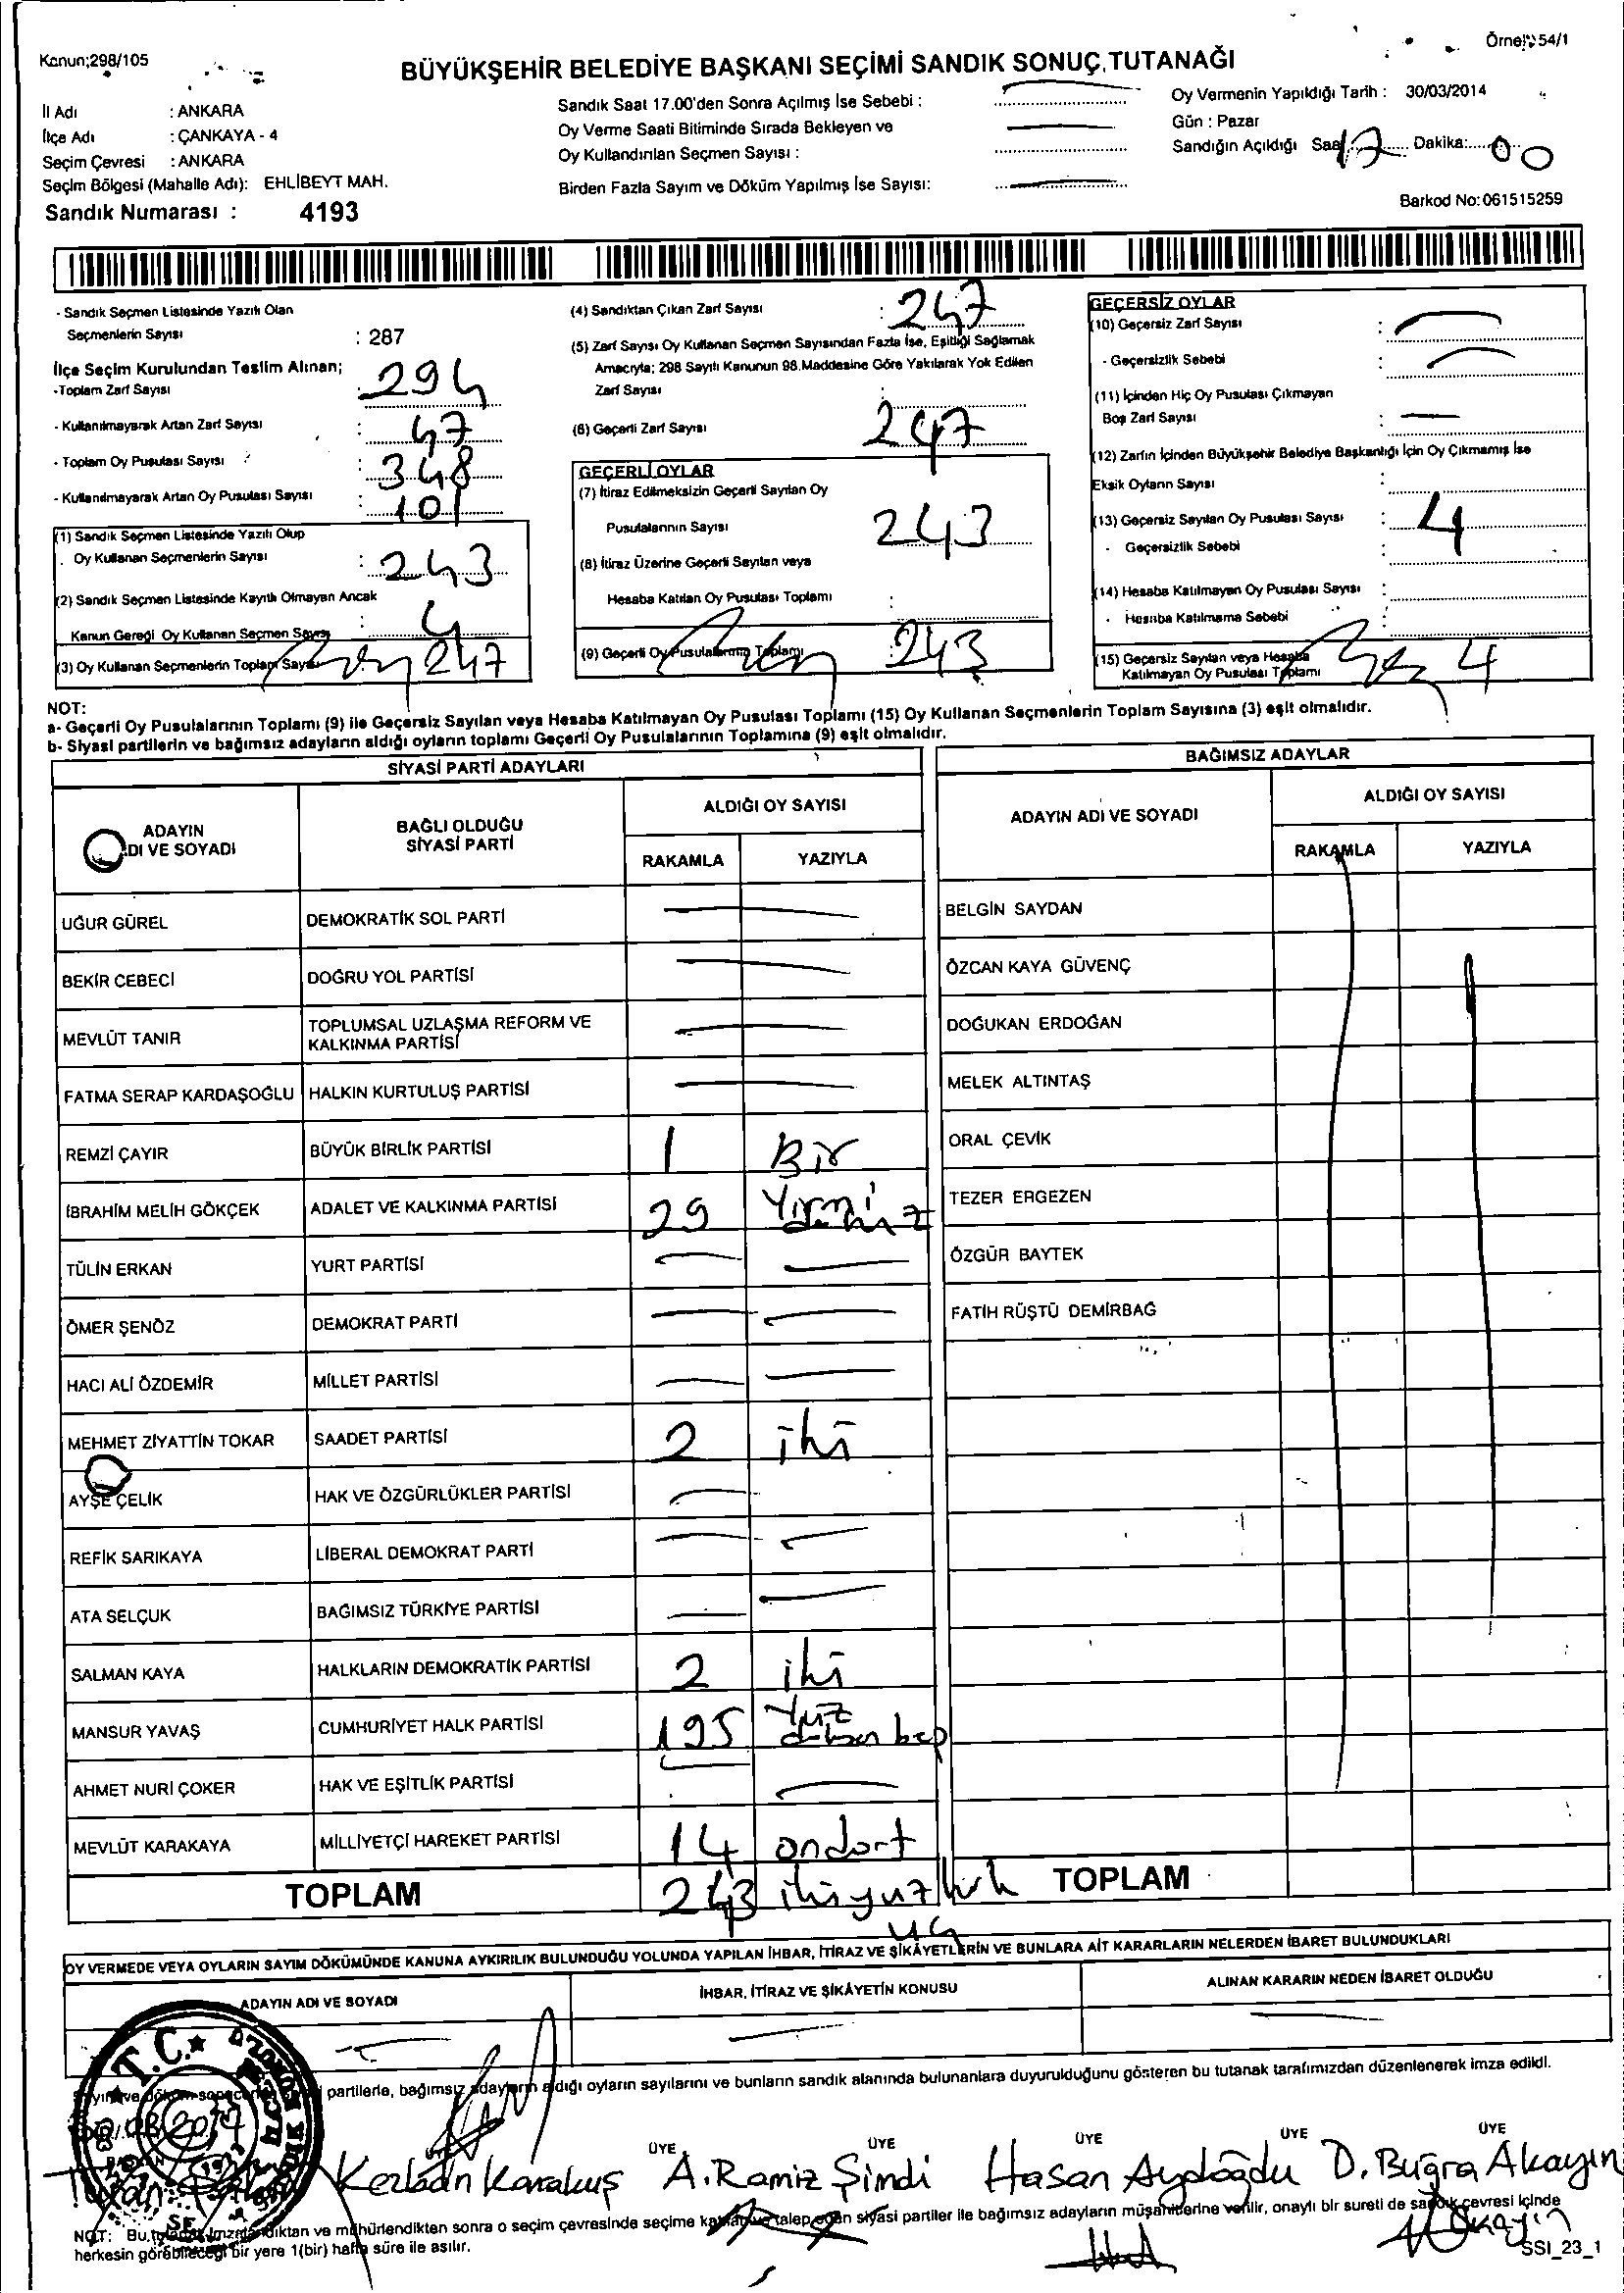 Kanun;298/105
Örnek 54/1
BÜYÜKŞEHİR BELEDİYE BAŞKANI SEÇİMİ SANDIK SONUÇ TUTANAĞI
İl Adı : ANKARA
İlçe Adı : ÇANKAYA - 4
Seçim Çevresi : ANKARA
Seçim Bölgesi (Mahalle Adı): EHLİBEYT MAH.
Sandık Numarası : 4193
Sandık Saat 17.00'den Sonra Açılmış İse Sebebi :
Oy Verme Saati Bitiminde Sırada Bekleyen ve
Oy Kullandırılan Seçmen Sayısı :
Birden Fazla Sayım ve Döküm Yapılmış İse Sayısı:
Oy Vermenin Yapıldığı Tarih : 30/03/2014
Gün : Pazar
Sandığın Açıldığı Saat 17 Dakika: 00
Barkod No:061515259
- Sandık Seçmen Listesinde Yazılı Olan
Seçmenlerin Sayısı : 287
İlçe Seçim Kurulundan Teslim Alınan;
-Toplam Zarf Sayısı 294
- Kullanılmayarak Artan Zarf Sayısı : 47
- Toplam Oy Pusulası Sayısı : 348
- Kullanılmayarak Artan Oy Pusulası Sayısı : 101
(1) Sandık Seçmen Listesinde Yazılı Olup
Oy Kullanan Seçmenlerin Sayısı : 243
(2) Sandık Seçmen Listesinde Kayıtlı Olmayan Ancak
Kanun Gereği Oy Kullanan Seçmen Sayısı : 4
(3) Oy Kullanan Seçmenlerin Toplam Sayısı 247
(4) Sandıktan Çıkan Zarf Sayısı : 247
(5) Zarf Sayısı Oy Kullanan Seçmen Sayısından Fazla İse, Eşitliği Sağlamak
Amacıyla; 298 Sayılı Kanunun 98.Maddesine Göre Yakılarak Yok Edilen
Zarf Sayısı :
(6) Geçerli Zarf Sayısı 247
GEÇERLİ OYLAR
(7) İtiraz Edilmeksizin Geçerli Sayılan Oy
Pusulalarının Sayısı 243
(8) İtiraz Üzerine Geçerli Sayılan veya
Hesaba Katılan Oy Pusulası Toplamı :
(9) Geçerli Oy Pusulalarının Toplamı : 243
GEÇERSİZ OYLAR
(10) Geçersiz Zarf Sayısı :
- Geçersizlik Sebebi :
(11) İçinden Hiç Oy Pusulası Çıkmayan
Boş Zarf Sayısı :
(12) Zarfın İçinden Büyükşehir Belediye Başkanlığı İçin Oy Çıkmamış İse
Eksik Oyların Sayısı :
(13) Geçersiz Sayılan Oy Pusulası Sayısı : 4
- Geçersizlik Sebebi :
(14) Hesaba Katılmayan Oy Pusulası Sayısı :
- Hesaba Katılmama Sebebi :
(15) Geçersiz Sayılan veya Hesaba
Katılmayan Oy Pusulası Toplamı 4
NOT:
a- Geçerli Oy Pusulalarının Toplamı (9) ile Geçersiz Sayılan veya Hesaba Katılmayan Oy Pusulası Toplamı (15) Oy Kullanan Seçmenlerin Toplam Sayısına (3) eşit olmalıdır.
b- Siyasi partilerin ve bağımsız adayların aldığı oyların toplamı Geçerli Oy Pusulalarının Toplamına (9) eşit olmalıdır.
SİYASİ PARTİ ADAYLARI
ADAYIN
ADI VE SOYADI
BAĞLI OLDUĞU
SİYASİ PARTİ
ALDIĞI OY SAYISI
RAKAMLA YAZIYLA
UĞUR GÜREL DEMOKRATİK SOL PARTİ
BEKİR CEBECİ DOĞRU YOL PARTİSİ
MEVLÜT TANIR TOPLUMSAL UZLAŞMA REFORM VE
KALKINMA PARTİSİ
FATMA SERAP KARDAŞOĞLU HALKIN KURTULUŞ PARTİSİ
REMZİ ÇAYIR BÜYÜK BİRLİK PARTİSİ 1 Bir
İBRAHİM MELİH GÖKÇEK ADALET VE KALKINMA PARTİSİ 29 Yirmi
TÜLİN ERKAN YURT PARTİSİ
ÖMER ŞENÖZ DEMOKRAT PARTİ
HACI ALİ ÖZDEMİR MİLLET PARTİSİ
MEHMET ZİYATTİN TOKAR SAADET PARTİSİ 2 iki
AYŞE ÇELİK HAK VE ÖZGÜRLÜKLER PARTİSİ
REFİK SARIKAYA LİBERAL DEMOKRAT PARTİ
ATA SELÇUK BAĞIMSIZ TÜRKİYE PARTİSİ
SALMAN KAYA HALKLARIN DEMOKRATİK PARTİSİ 2 iki
MANSUR YAVAŞ CUMHURİYET HALK PARTİSİ 195 Yüz
AHMET NURİ ÇOKER HAK VE EŞİTLİK PARTİSİ
MEVLÜT KARAKAYA MİLLİYETÇİ HAREKET PARTİSİ 14 ondort
TOPLAM 243 ikiyuzkırk
üç
BAĞIMSIZ ADAYLAR
ADAYIN ADI VE SOYADI
ALDIĞI OY SAYISI
RAKAMLA YAZIYLA
BELGİN SAYDAN
ÖZCAN KAYA GÜVENÇ
DOĞUKAN ERDOĞAN
MELEK ALTINTAŞ
ORAL ÇEVİK
TEZER ERGEZEN
ÖZGÜR BAYTEK
FATİH RÜŞTÜ DEMİRBAĞ
TOPLAM
OY VERMEDE VEYA OYLARIN SAYIM DÖKÜMÜNDE KANUNA AYKIRILIK BULUNDUĞU YOLUNDA YAPILAN İHBAR, İTİRAZ VE ŞİKÂYETLERİN VE BUNLARA AİT KARARLARIN NELERDEN İBARET BULUNDUKLARI
ADAYIN ADI VE SOYADI
İHBAR, İTİRAZ VE ŞİKÂYETİN KONUSU
ALINAN KARARIN NEDEN İBARET OLDUĞU
partilerle, bağımsız adayların aldığı oyların sayılarını ve bunların sandık alanında bulunanlara duyurulduğunu gösteren bu tutanak tarafımızdan düzenlenerek imza edildi.
T.C.
ÜYE ÜYE ÜYE ÜYE ÜYE
Kezban Karakuş A.Ramiz Şimdi Hasan Aydoğdu D. Buğra Akayın
NOT: Bu tutanak imzalandıktan ve mühürlendikten sonra o seçim çevresinde seçime katılan ve talep eden siyasi partiler ile bağımsız adayların müşahitlerine verilir, onaylı bir sureti de sandık çevresi içinde
herkesin görebileceği bir yere 1(bir) hafta süre ile asılır.
SSI_23_1